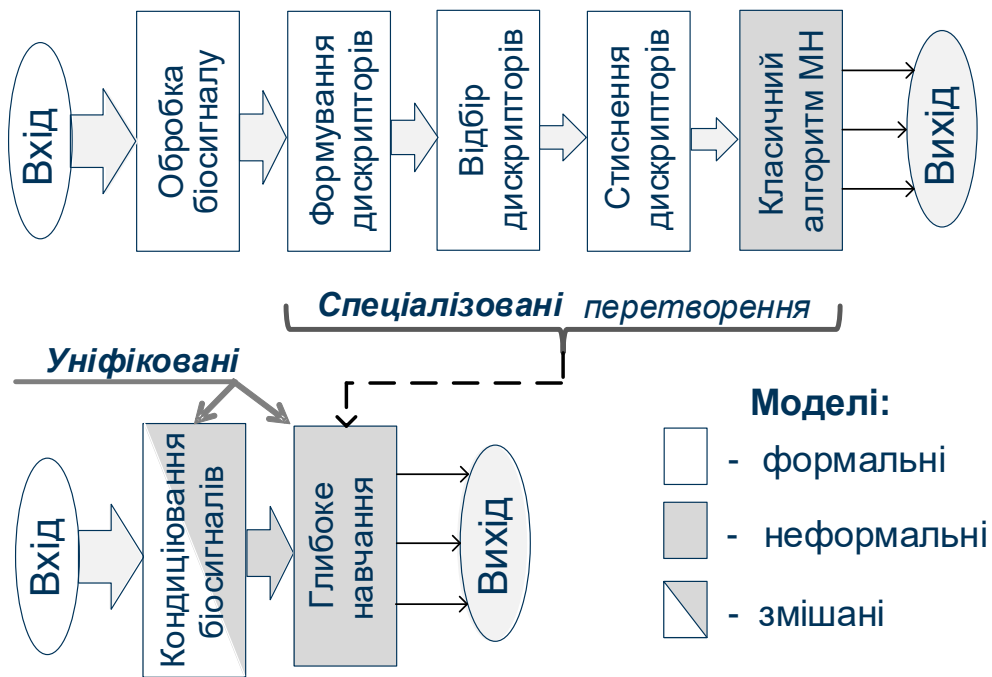 Вхід
Обробка
біосигналу
Формування
дискрипторів
Відбір
дискрипторів
Стиснення
дискрипторів
Класичний
алгоритм МН
Вихід
Спеціалізовані перетворення
Уніфіковані
Вхід
Кондиціювання
біосигналів
Глибоке
навчання
Вихід
Моделі:
- формальні
- неформальні
- змішані